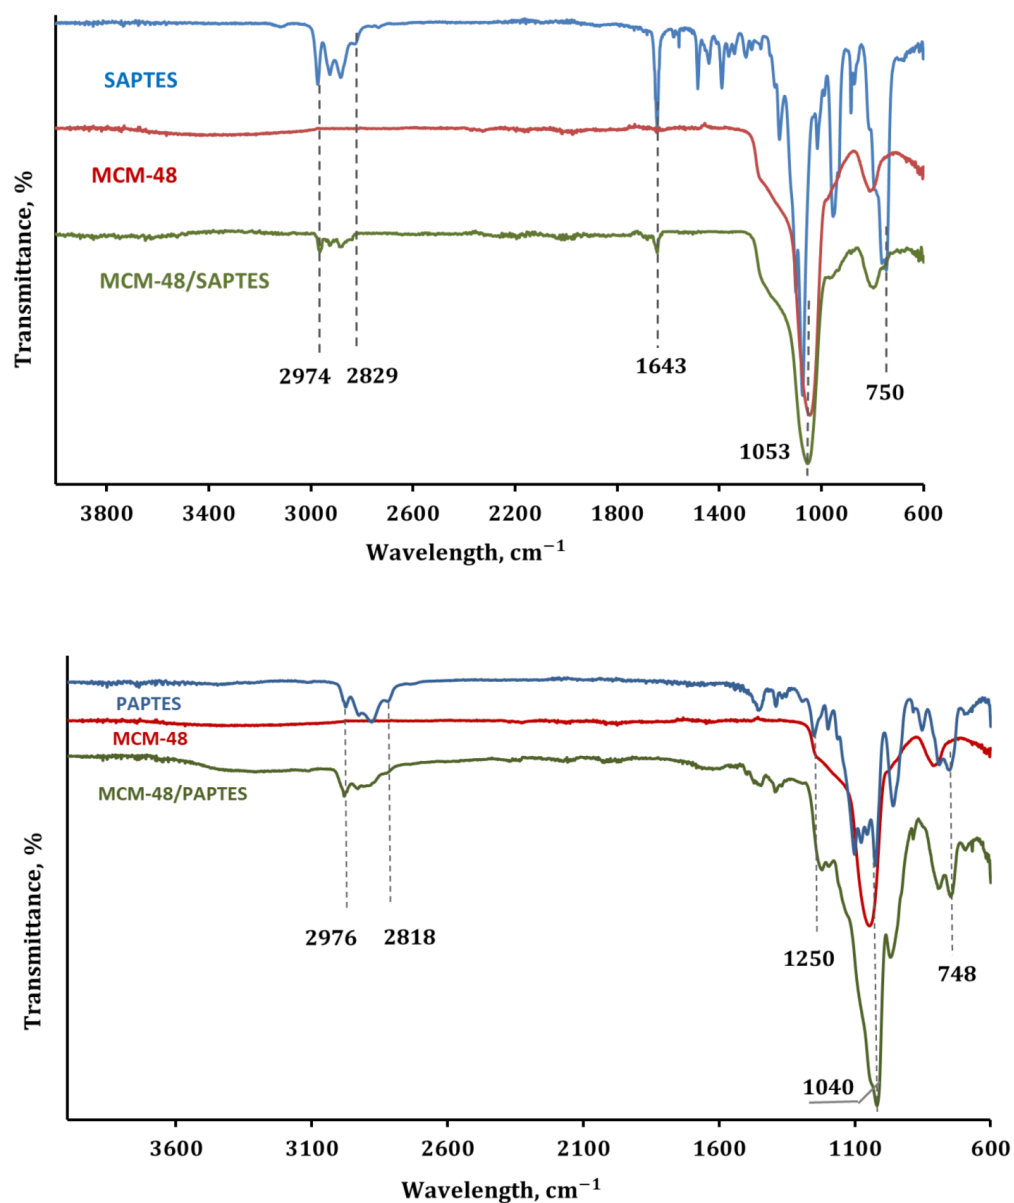 SAPTES
MCM-48
MCM-48/SAPTES
Transmittance, %
2974
2829
1643
1053
750
3800 3400 3000 2600 2200 1800 1400 1000 600
Wavelength, cm⁻¹
PAPTES
MCM-48
MCM-48/PAPTES
Transmittance, %
2976
2818
1250
748
1040
3600 3100 2600 2100 1600 1100 600
Wavelength, cm⁻¹